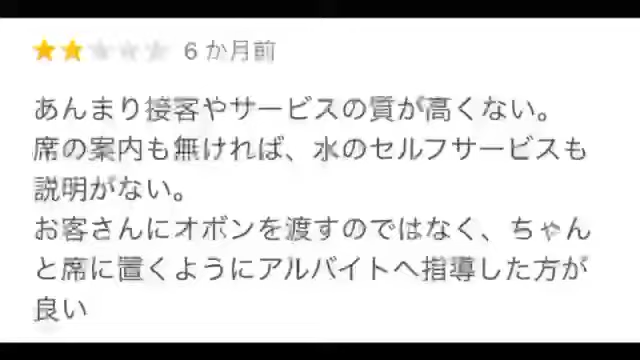 6 か月前
あんまり接客やサービスの質が高くない。
席の案内も無ければ、水のセルフサービスも
説明がない。
お客さんにオボンを渡すのではなく、ちゃん
と席に置くようにアルバイトへ指導した方が
良い